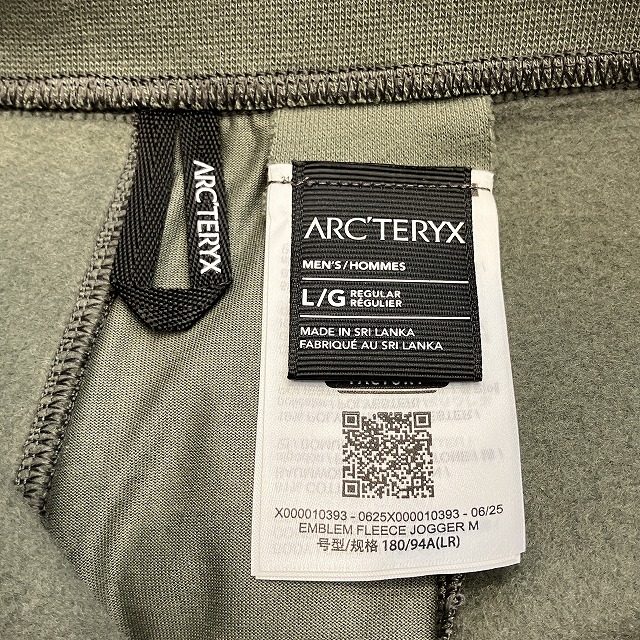 ARC'TERYX
ARC'TERYX
MEN'S/HOMMES
L/G REGULAR
RÉGULIER
MADE IN SRI LANKA
FABRIQUÉ AU SRI LANKA
FACTORY
X000010393 - 0625X000010393 - 06/25
EMBLEM FLEECE JOGGER M
号型/规格 180/94A(LR)